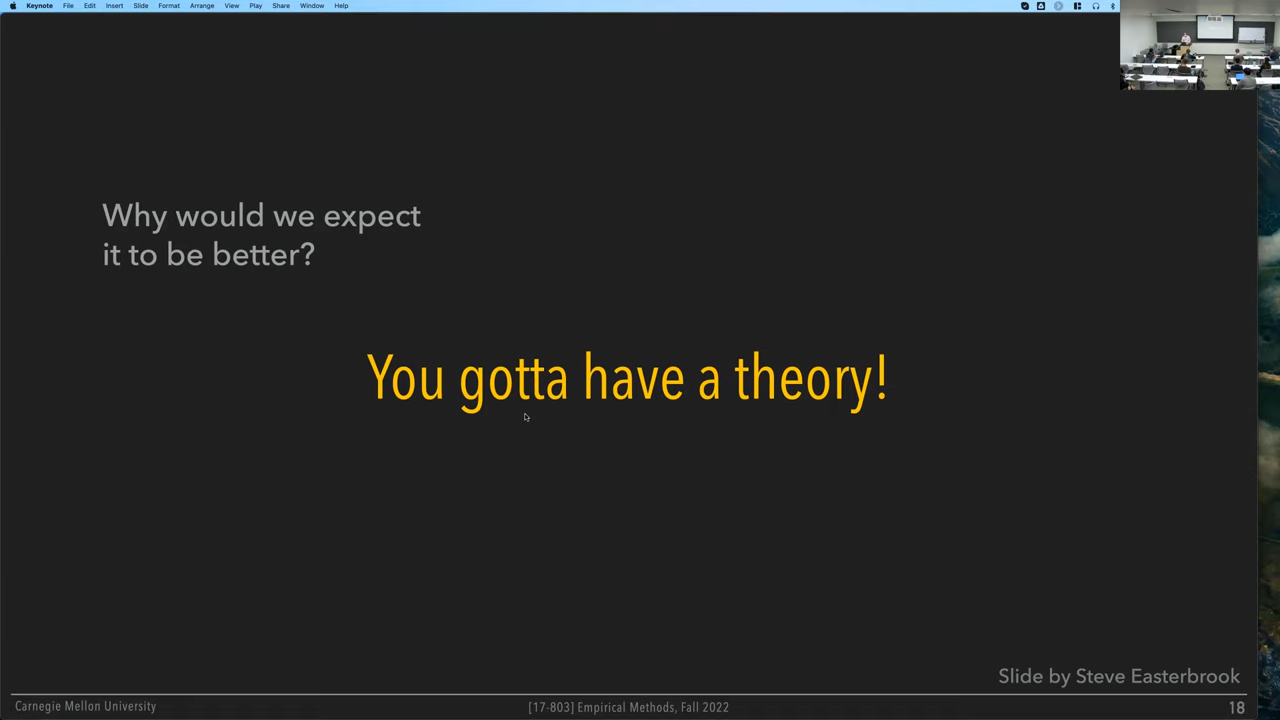 Keynote File Edit Insert Slide Format Arrange View Play Share Window Help
Why would we expect
it to be better?
You gotta have a theory!
Slide by Steve Easterbrook
Carnegie Mellon University
[17-803] Empirical Methods, Fall 2022
18